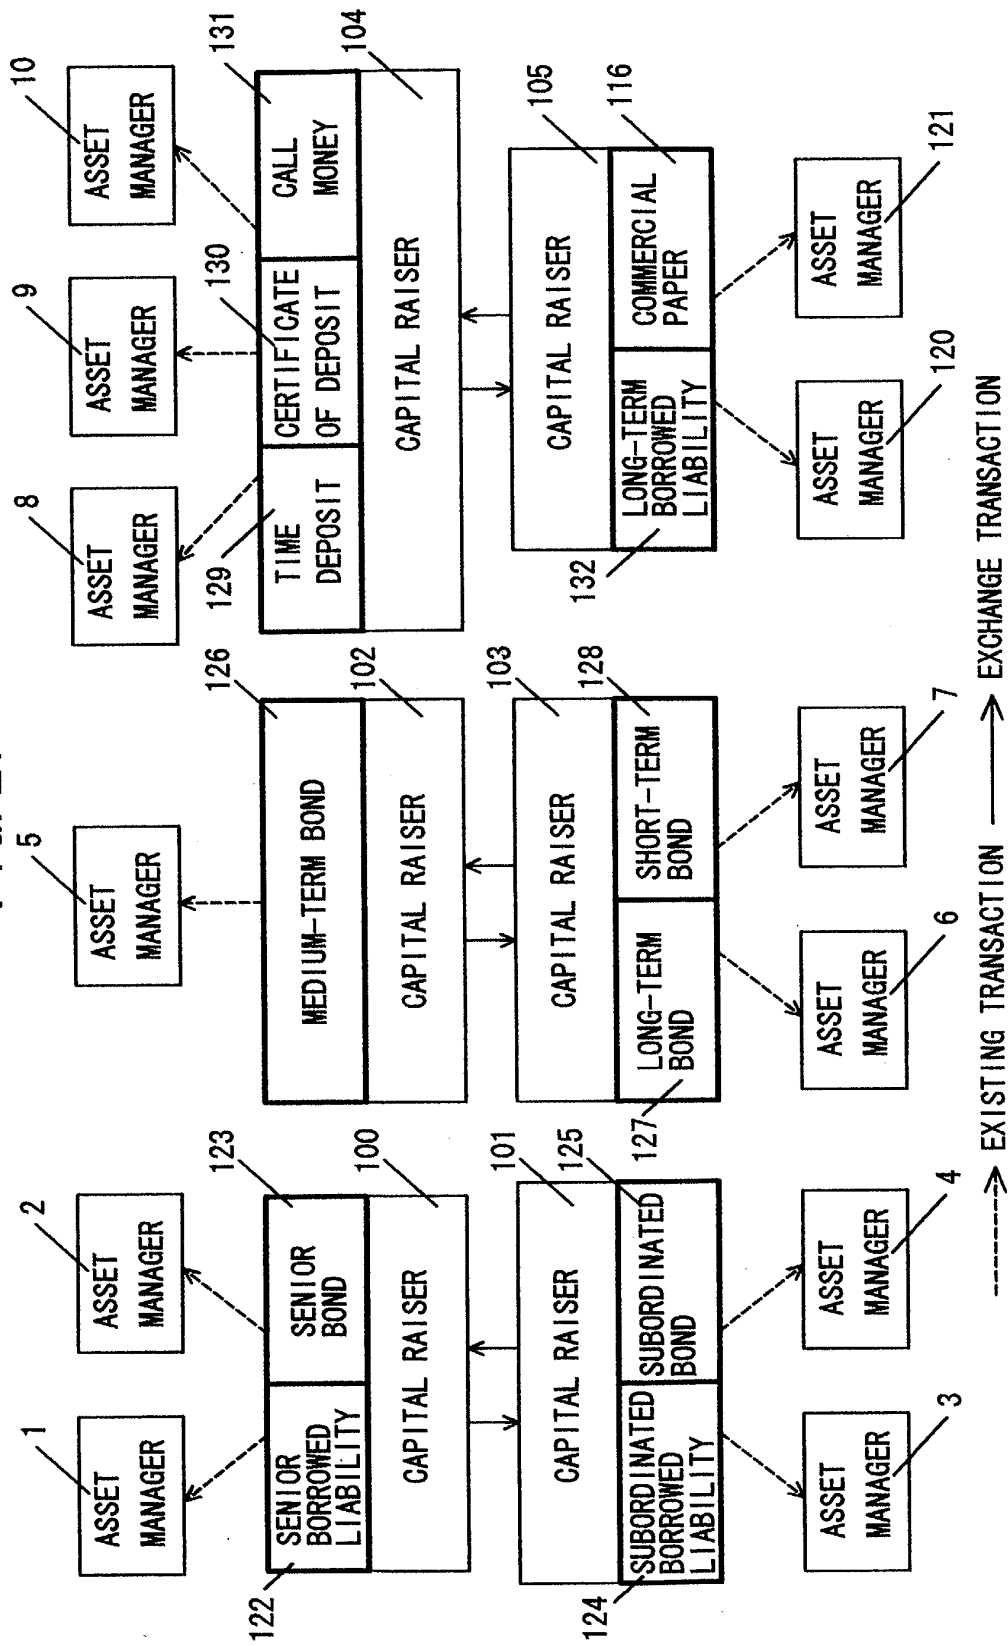 1
2
5
8
9
10
ASSET
MANAGER
ASSET
MANAGER
ASSET
MANAGER
ASSET
MANAGER
ASSET
MANAGER
ASSET
MANAGER
122
123
126
129
130
131
SENIOR
BORROWED
LIABILITY
SENIOR
BOND
MEDIUM-TERM BOND
TIME
DEPOSIT
CERTIFICATE
OF DEPOSIT
CALL
MONEY
CAPITAL RAISER
100
CAPITAL RAISER
102
CAPITAL RAISER
104
CAPITAL RAISER
101
CAPITAL RAISER
103
CAPITAL RAISER
105
124
SUBORDINATED
BORROWED
LIABILITY
SUBORDINATED
BOND
125
127
LONG-TERM
BOND
SHORT-TERM
BOND
128
132
LONG-TERM
BORROWED
LIABILITY
COMMERCIAL
PAPER
116
ASSET
MANAGER
3
ASSET
MANAGER
4
ASSET
MANAGER
6
ASSET
MANAGER
7
ASSET
MANAGER
120
ASSET
MANAGER
121
EXISTING TRANSACTION
EXCHANGE TRANSACTION